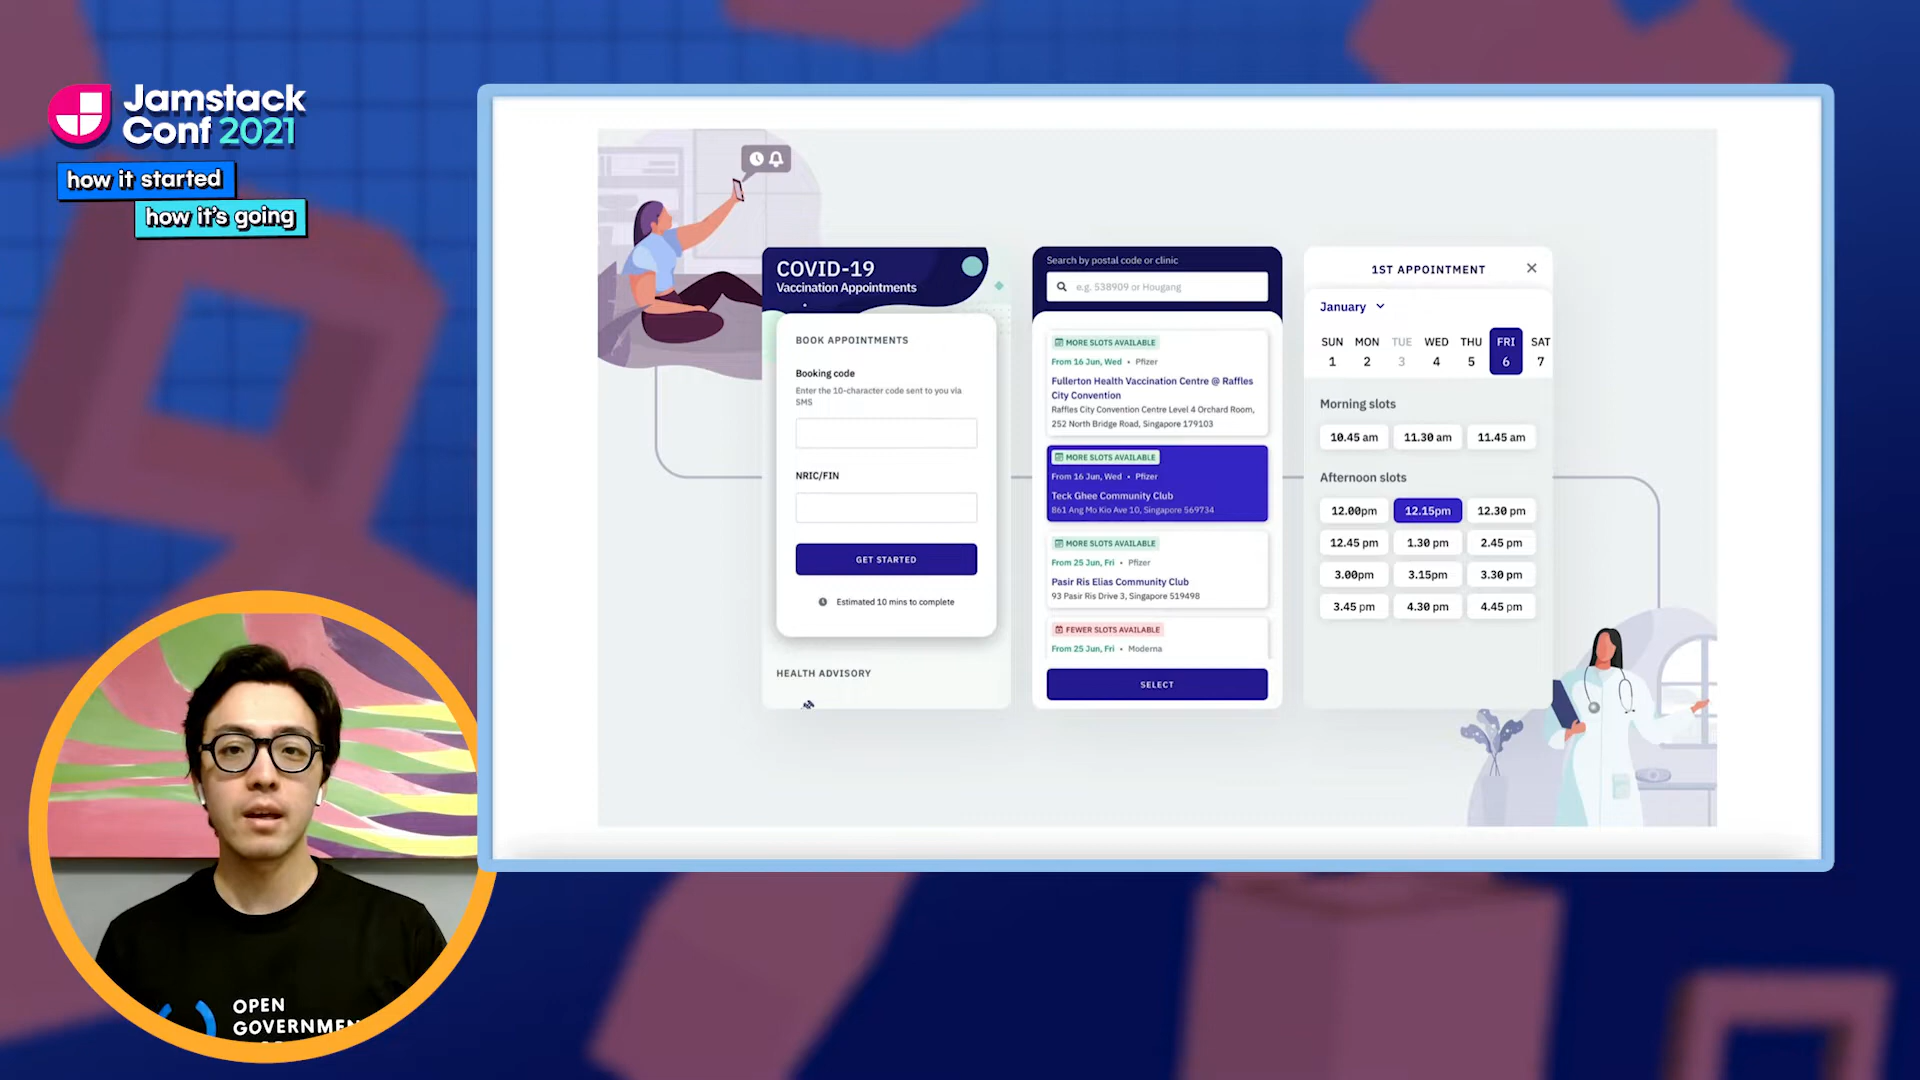 Jamstack
Conf 2021
how it started
how it's going
COVID-19
Vaccination Appointments
BOOK APPOINTMENTS
Booking code
Enter the 10-character code sent to you via
SMS
NRIC/FIN
GET STARTED
Estimated 10 mins to complete
HEALTH ADVISORY
Search by postal code or clinic
e.g. 538909 or Hougang
MORE SLOTS AVAILABLE
From 16 Jun, Wed • Pfizer
Fullerton Health Vaccination Centre @ Raffles
City Convention
Raffles City Convention Centre Level 4 Orchard Room,
252 North Bridge Road, Singapore 179103
MORE SLOTS AVAILABLE
From 16 Jun, Wed • Pfizer
Teck Ghee Community Club
861 Ang Mo Kio Ave 10, Singapore 569734
MORE SLOTS AVAILABLE
From 25 Jun, Fri • Pfizer
Pasir Ris Elias Community Club
93 Pasir Ris Drive 3, Singapore 519498
FEWER SLOTS AVAILABLE
From 25 Jun, Fri • Moderna
SELECT
1ST APPOINTMENT
January
SUN MON TUE WED THU FRI SAT
1 2 3 4 5 6 7
Morning slots
10.45 am 11.30 am 11.45 am
Afternoon slots
12.00pm 12.15pm 12.30 pm
12.45 pm 1.30 pm 2.45 pm
3.00pm 3.15pm 3.30 pm
3.45 pm 4.30 pm 4.45 pm
OPEN
GOVERNMEN